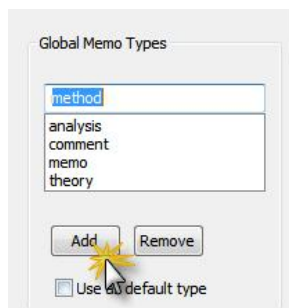 Global Memo Types
method
analysis
comment
memo
theory
Add Remove
Use as default type